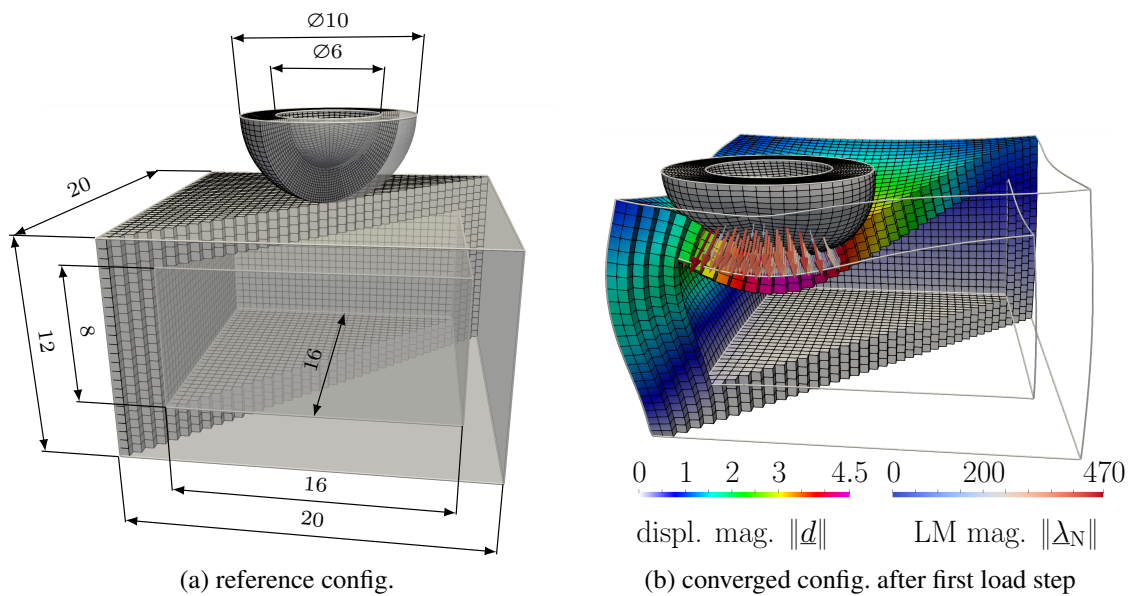 ∅10
∅6
20
12
8
16
16
20
(a) reference config.
0 1 2 3 4.5
displ. mag. ‖d‖
0 200 470
LM mag. ‖λN‖
(b) converged config. after first load step